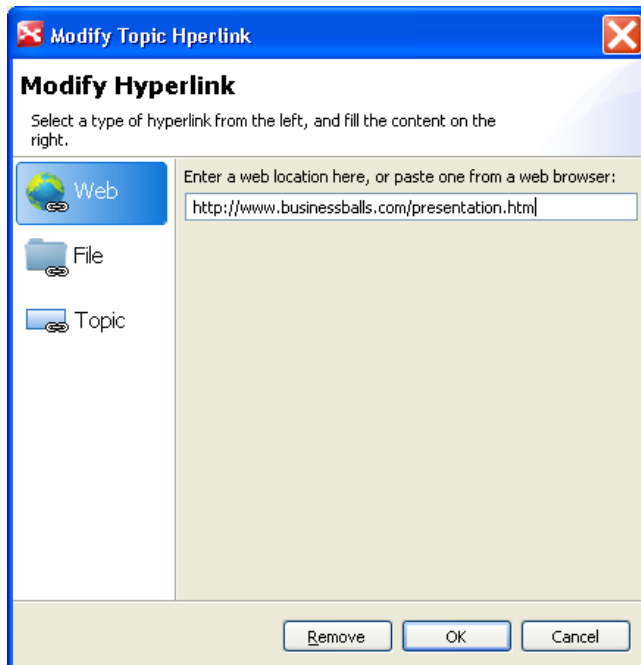 Modify Topic Hperlink
Modify Hyperlink
Select a type of hyperlink from the left, and fill the content on the
right.
Web
Enter a web location here, or paste one from a web browser:
http://www.businessballs.com/presentation.htm
File
Topic
Remove
OK
Cancel